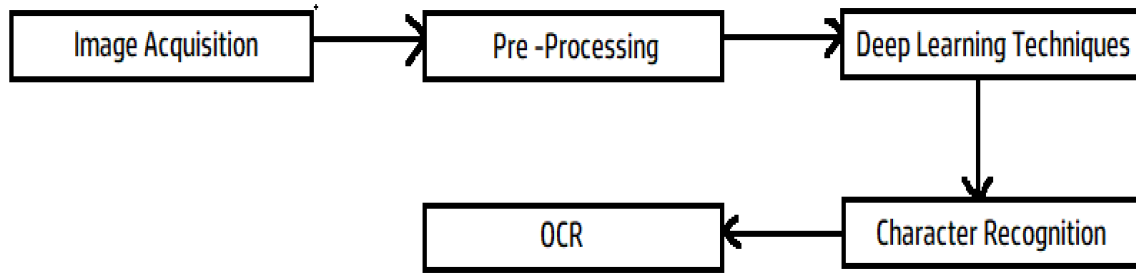 Image Acquisition
Pre -Processing
Deep Learning Techniques
Character Recognition
OCR